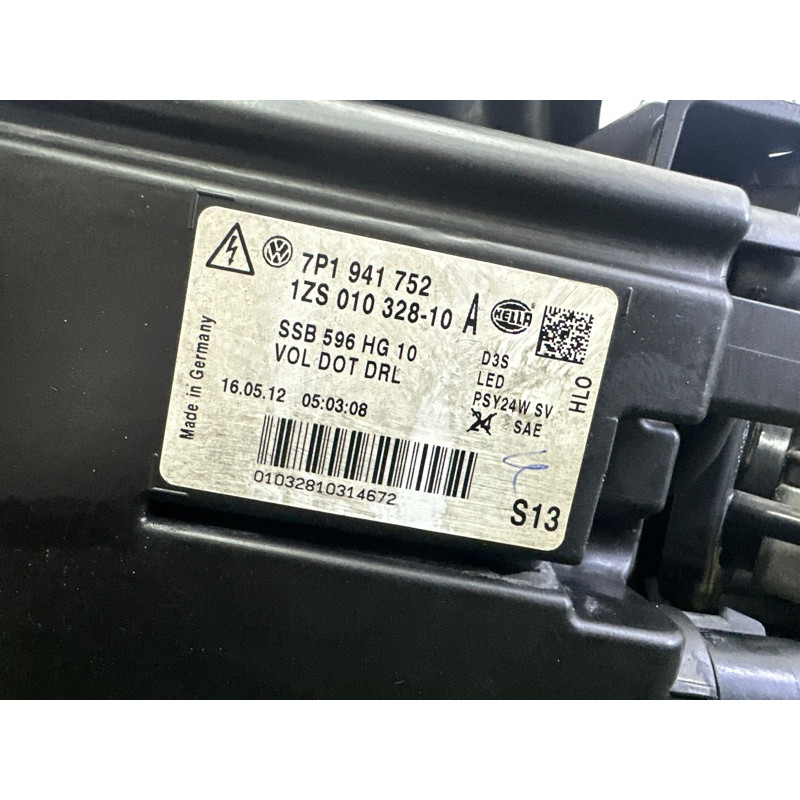 7P1 941 752
1ZS 010 328-10 A
HELLA
SSB 596 HG 10
VOL DOT DRL
16.05.12 05:03:08
D3S
LED
PSY24W SV
24 SAE
HLO
Made in Germany
01032810314672
S13